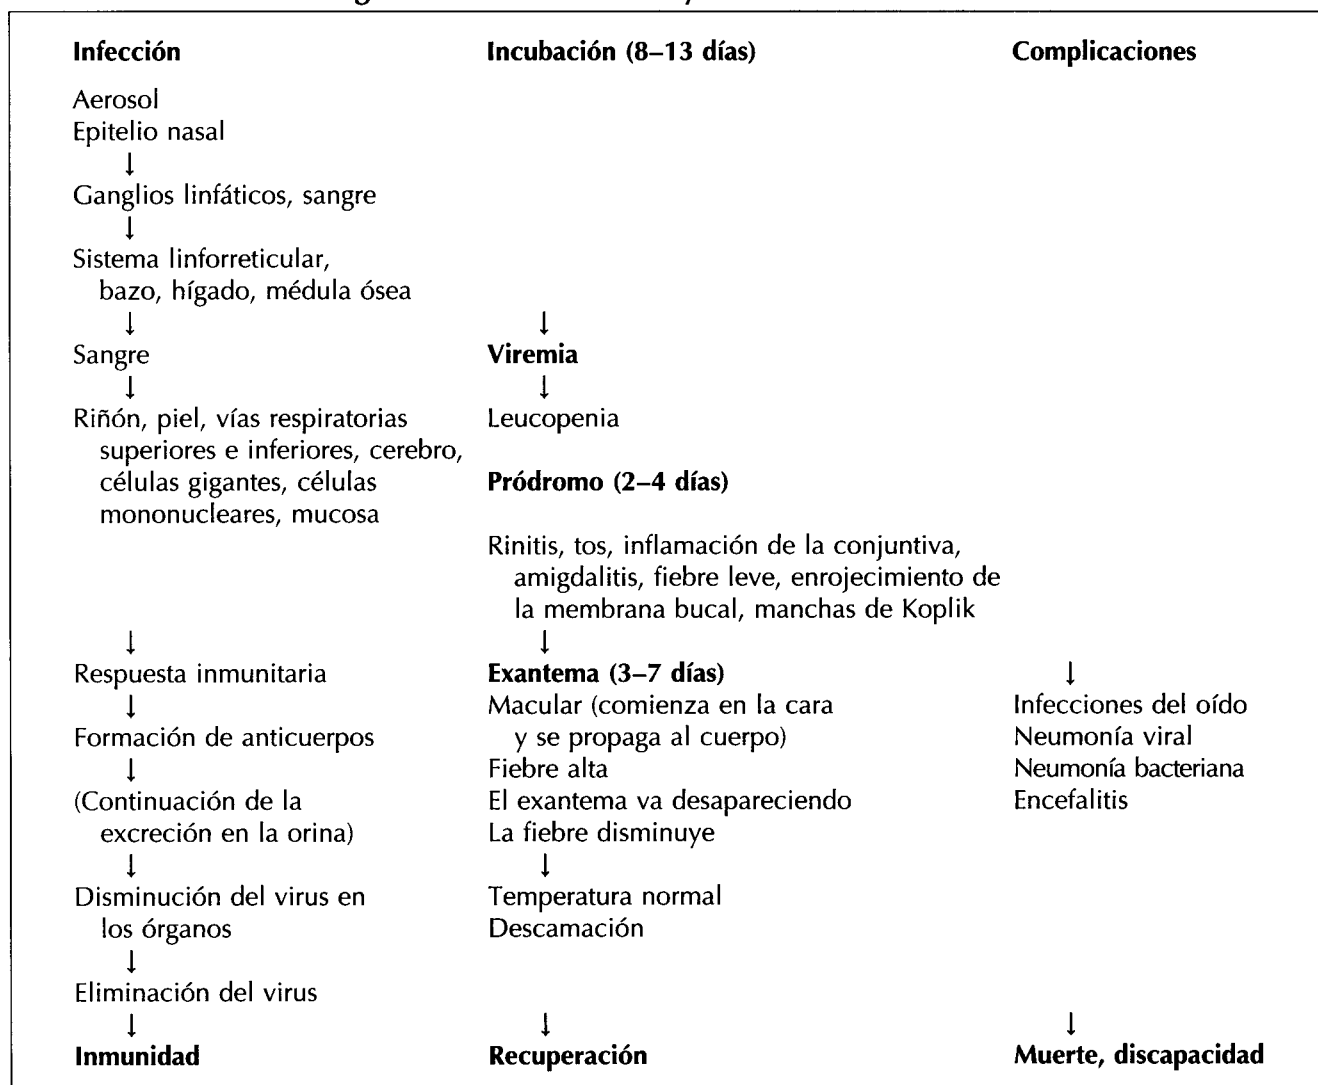 Infección
Aerosol
Epitelio nasal
↓
Ganglios linfáticos, sangre
↓
Sistema linforreticular,
bazo, hígado, médula ósea
↓
Sangre
↓
Riñón, piel, vías respiratorias
superiores e inferiores, cerebro,
células gigantes, células
mononucleares, mucosa
↓
Respuesta inmunitaria
↓
Formación de anticuerpos
↓
(Continuación de la
excreción en la orina)
↓
Disminución del virus en
los órganos
↓
Eliminación del virus
↓
Inmunidad
Incubación (8–13 días)
↓
Viremia
↓
Leucopenia
Pródromo (2–4 días)
Rinitis, tos, inflamación de la conjuntiva,
amigdalitis, fiebre leve, enrojecimiento de
la membrana bucal, manchas de Koplik
↓
Exantema (3–7 días)
Macular (comienza en la cara
y se propaga al cuerpo)
Fiebre alta
El exantema va desapareciendo
La fiebre disminuye
↓
Temperatura normal
Descamación
↓
Recuperación
Complicaciones
↓
Infecciones del oído
Neumonía viral
Neumonía bacteriana
Encefalitis
↓
Muerte, discapacidad